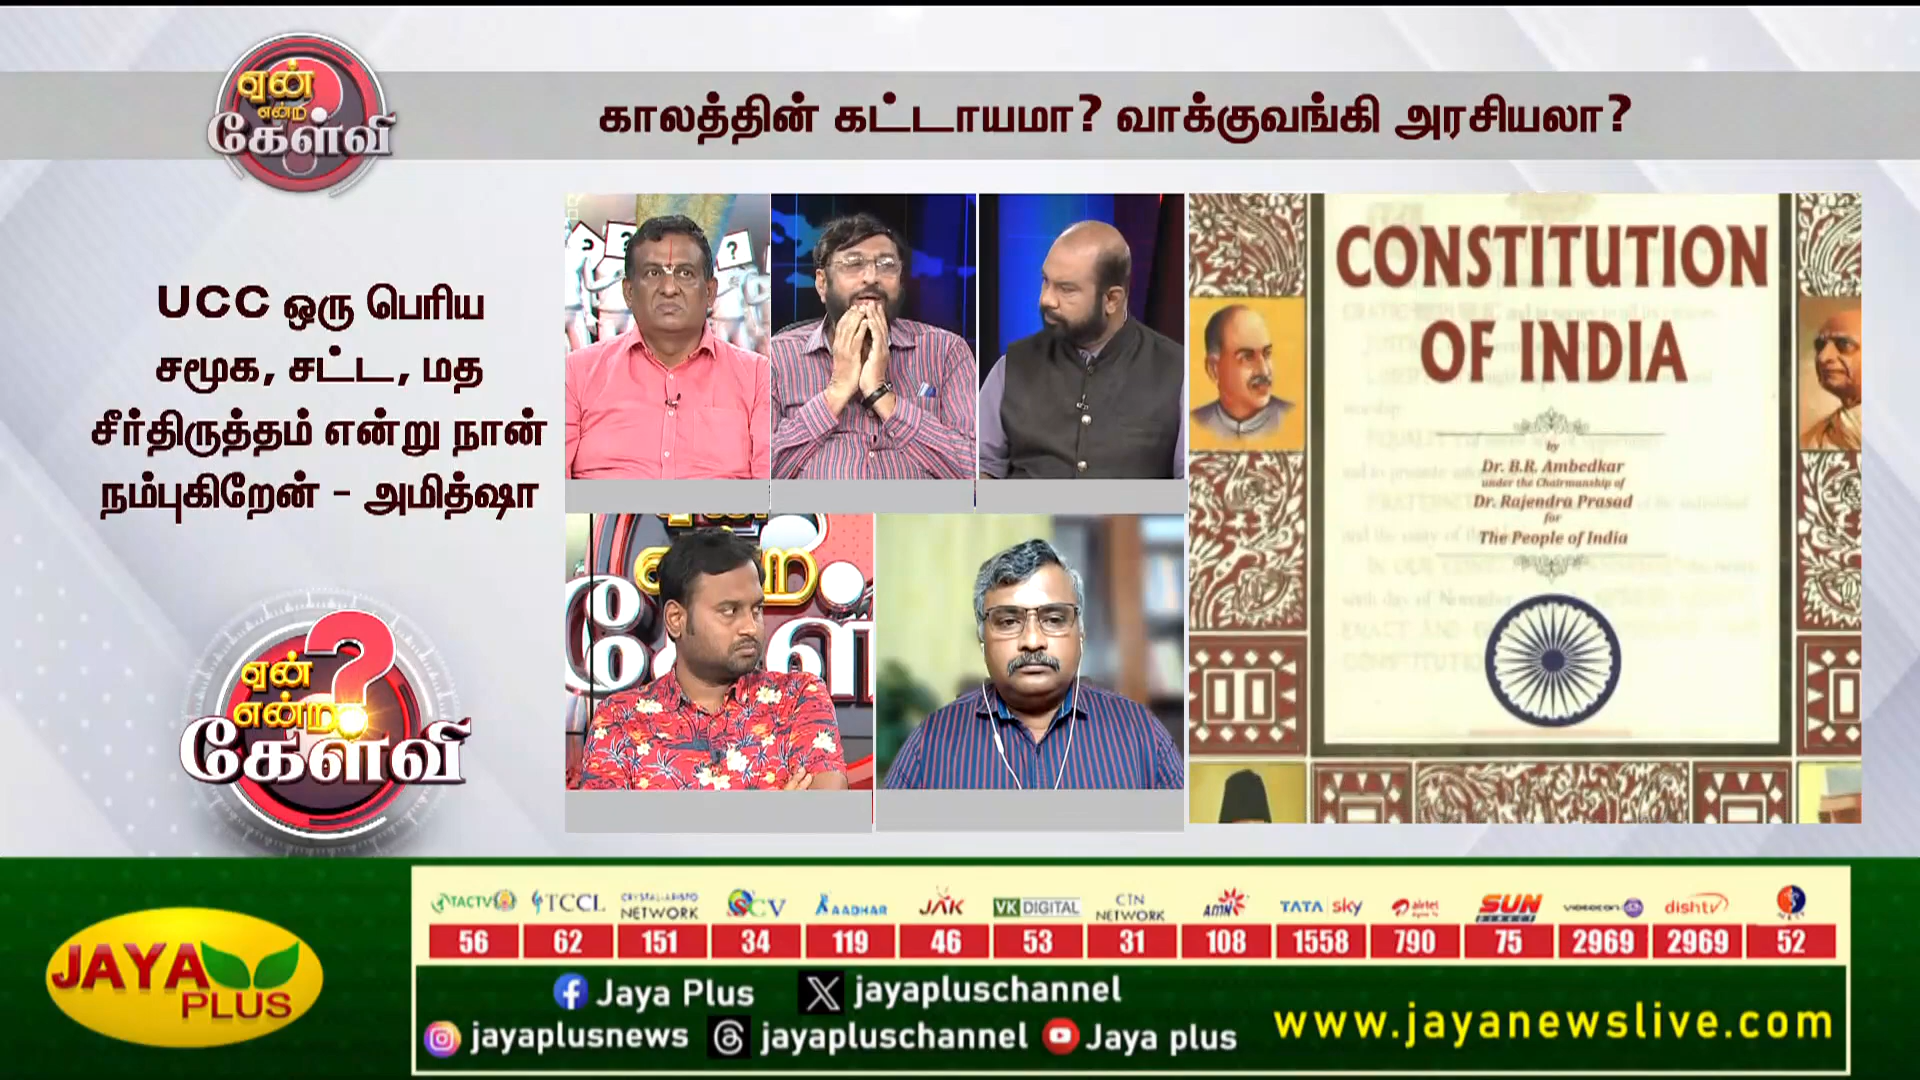 ஏன்
என்ற
கேள்வி
காலத்தின் கட்டாயமா? வாக்குவங்கி அரசியலா?
UCC ஒரு பெரிய
சமூக, சட்ட, மத
சீர்திருத்தம் என்று நான்
நம்புகிறேன் - அமித்ஷா
ஏன்
என்ற
கேள்வி
CONSTITUTION
OF INDIA
by
Dr. B.R. Ambedkar
under the Chairmanship of
Dr. Rajendra Prasad
for
The People of India
JAYA
PLUS
TACTV TCCL NETWORK SCV AADHAR JAK VK DIGITAL CTN NETWORK AMN TATA sky airtel SUN DIRECT videocon d2h dishtv
56 62 151 34 119 46 53 31 108 1558 790 75 2969 2969 52
Jaya Plus jayapluschannel
jayaplusnews jayapluschannel Jaya plus
www.jayanewslive.com